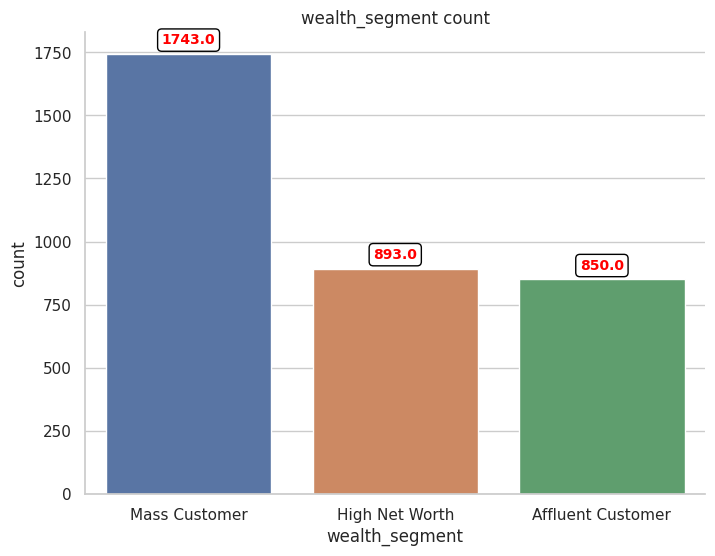 wealth_segment count
1743.0
1750
1500
1250
1000
893.0
850.0
750
500
250
0
count
Mass Customer
High Net Worth
Affluent Customer
wealth_segment